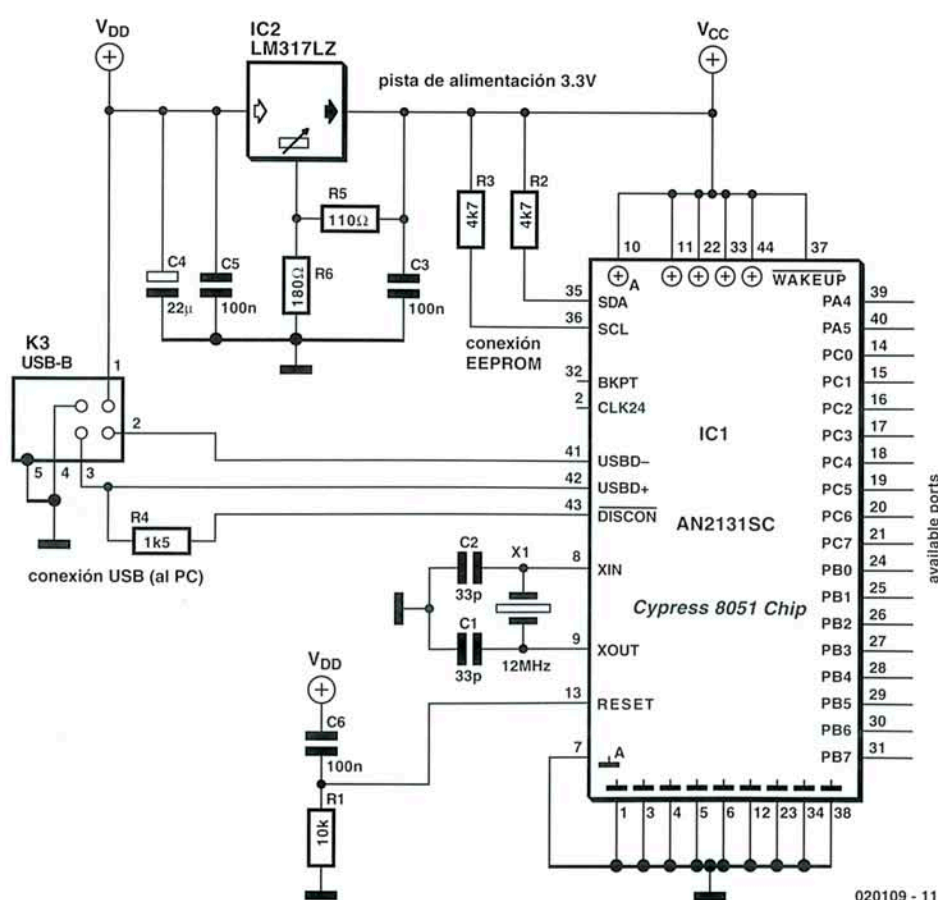 VDD
IC2
LM317LZ
VCC
pista de alimentación 3.3V
R3
4k7
R2
4k7
R5
110Ω
R6
180Ω
C4
22µ
C5
100n
C3
100n
10
11
22
33
44
37
A
WAKEUP
35
SDA
36
SCL
conexión
EEPROM
32
BKPT
2
CLK24
K3
USB-B
1
2
5
4
3
41
USBD–
42
USBD+
43
DISCON
R4
1k5
conexión USB (al PC)
IC1
AN2131SC
Cypress 8051 Chip
C2
33p
X1
8
XIN
C1
33p
12MHz
9
XOUT
VDD
C6
100n
R1
10k
13
RESET
7
A
1
3
4
5
6
12
23
34
38
PA4
39
PA5
40
PC0
14
PC1
15
PC2
16
PC3
17
PC4
18
PC5
19
PC6
20
PC7
21
PB0
24
PB1
25
PB2
26
PB3
27
PB4
28
PB5
29
PB6
30
PB7
31
available ports
020109 - 11